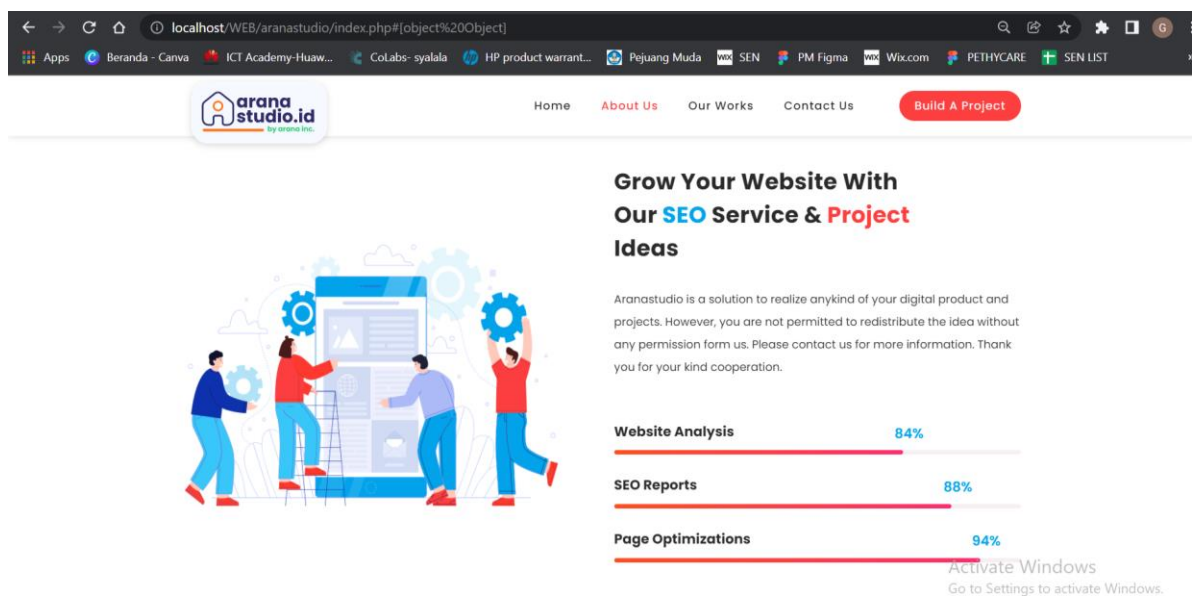 localhost/WEB/aranastudio/index.php#[object%20Object]
G
Apps Beranda - Canva ICT Academy-Huaw... CoLabs- syalala HP product warrant... Pejuang Muda WIX SEN PM Figma WIX Wix.com PETHYCARE SEN LIST »
arana
studio.id
by arana inc.
Home About Us Our Works Contact Us Build A Project
Grow Your Website With
Our SEO Service & Project
Ideas
Aranastudio is a solution to realize anykind of your digital product and
projects. However, you are not permitted to redistribute the idea without
any permission form us. Please contact us for more information. Thank
you for your kind cooperation.
Website Analysis 84%
SEO Reports 88%
Page Optimizations 94%
Activate Windows
Go to Settings to activate Windows.